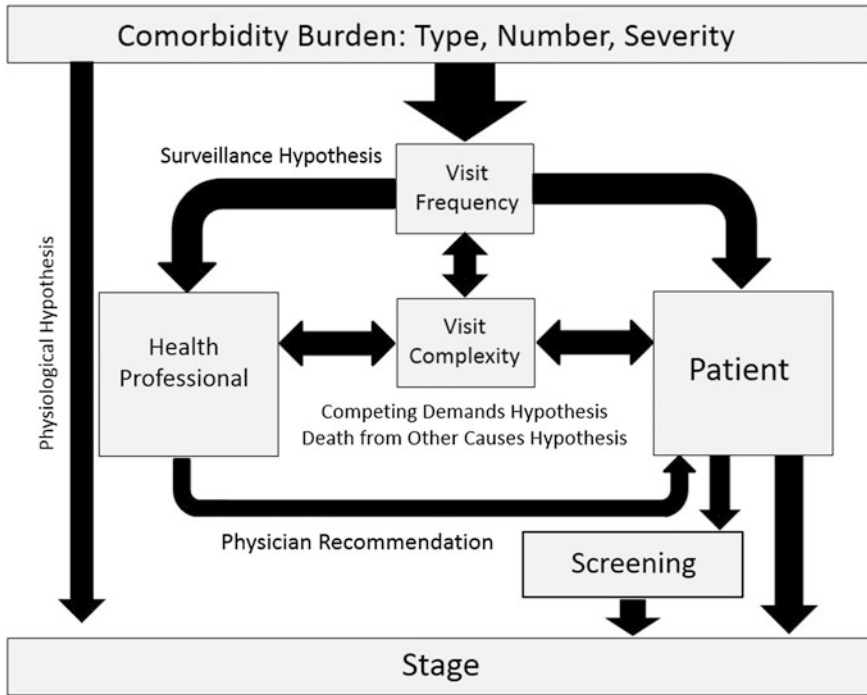 Comorbidity Burden: Type, Number, Severity
Surveillance Hypothesis
Visit
Frequency
Physiological Hypothesis
Health
Professional
Visit
Complexity
Patient
Competing Demands Hypothesis
Death from Other Causes Hypothesis
Physician Recommendation
Screening
Stage